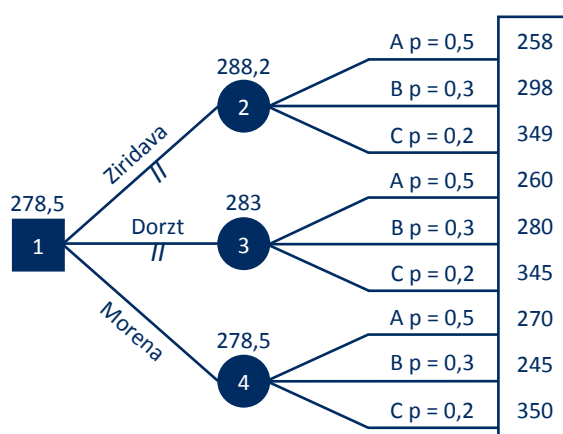 A p = 0,5 258
288,2
B p = 0,3 298
2
Ziridava
C p = 0,2 349
A p = 0,5 260
278,5
Dorzt
283
1
3
B p = 0,3 280
C p = 0,2 345
Morena
A p = 0,5 270
278,5
B p = 0,3 245
4
C p = 0,2 350